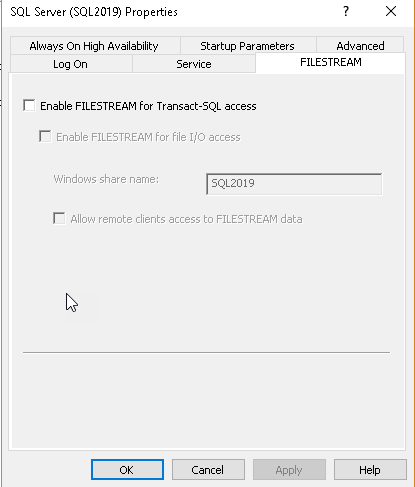 SQL Server (SQL2019) Properties ? ×
Always On High Availability Startup Parameters Advanced
Log On Service FILESTREAM
Enable FILESTREAM for Transact-SQL access
Enable FILESTREAM for file I/O access
Windows share name: SQL2019
Allow remote clients access to FILESTREAM data
OK Cancel Apply Help